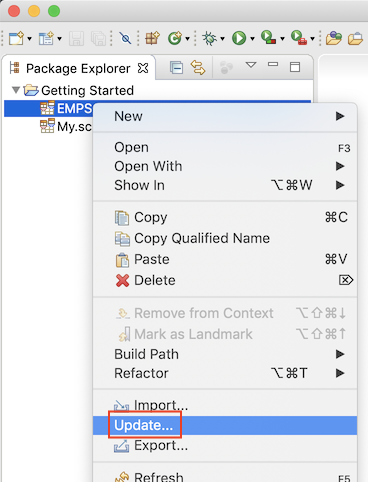 Package Explorer
Getting Started
EMPS
My.sc
New
Open F3
Open With
Show In ⌥⌘W
Copy ⌘C
Copy Qualified Name
Paste ⌘V
Delete ⌦
Remove from Context ⌥⇧⌘↓
Mark as Landmark ⌥⇧⌘↑
Build Path
Refactor ⌥⌘T
Import...
Update...
Export...
Refresh F5